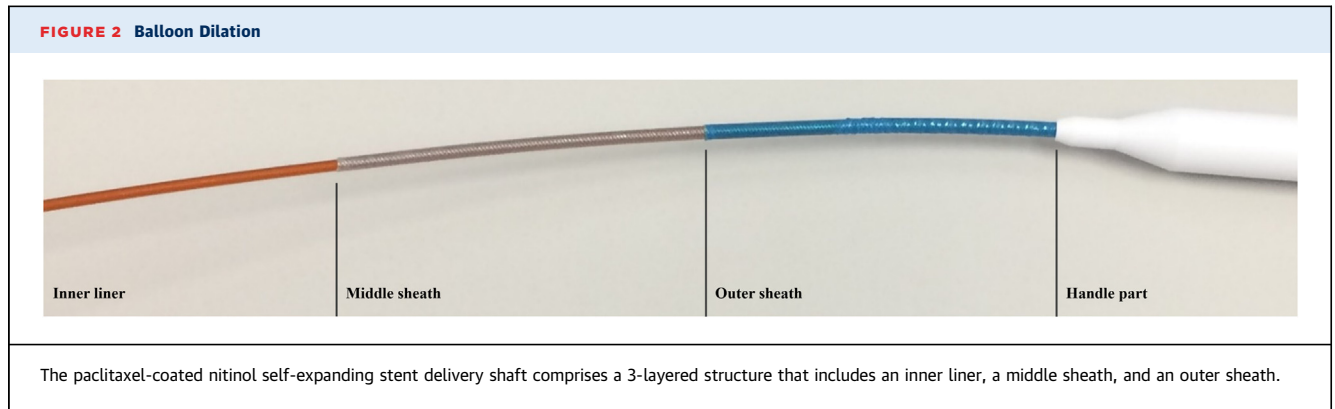 FIGURE 2 Balloon Dilation
Inner liner
Middle sheath
Outer sheath
Handle part
The paclitaxel-coated nitinol self-expanding stent delivery shaft comprises a 3-layered structure that includes an inner liner, a middle sheath, and an outer sheath.